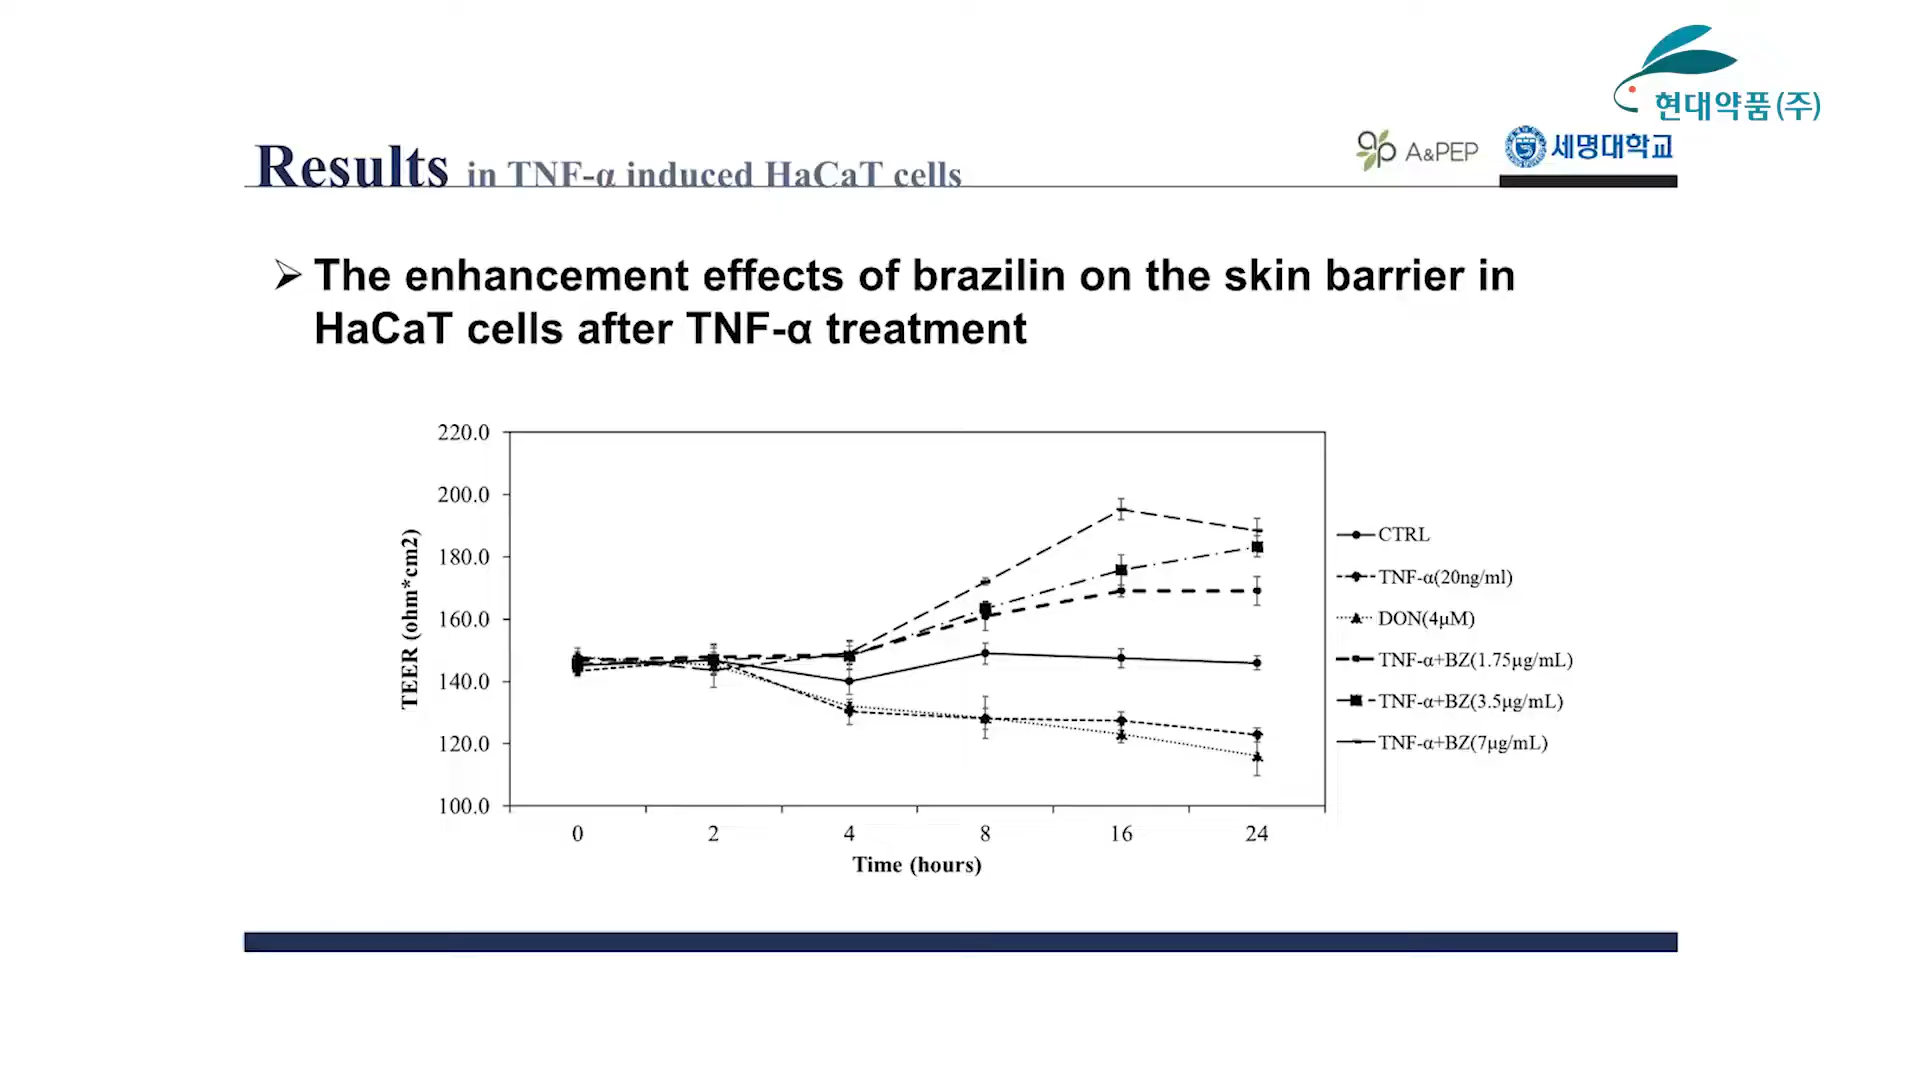 현대약품(주)
Results in TNF-α induced HaCaT cells
A&PEP
세명대학교
➢ The enhancement effects of brazilin on the skin barrier in
HaCaT cells after TNF-α treatment
220.0
200.0
180.0
160.0
140.0
120.0
100.0
TEER (ohm*cm2)
0 2 4 8 16 24
Time (hours)
CTRL
TNF-α(20ng/ml)
DON(4μM)
TNF-α+BZ(1.75μg/mL)
TNF-α+BZ(3.5μg/mL)
TNF-α+BZ(7μg/mL)